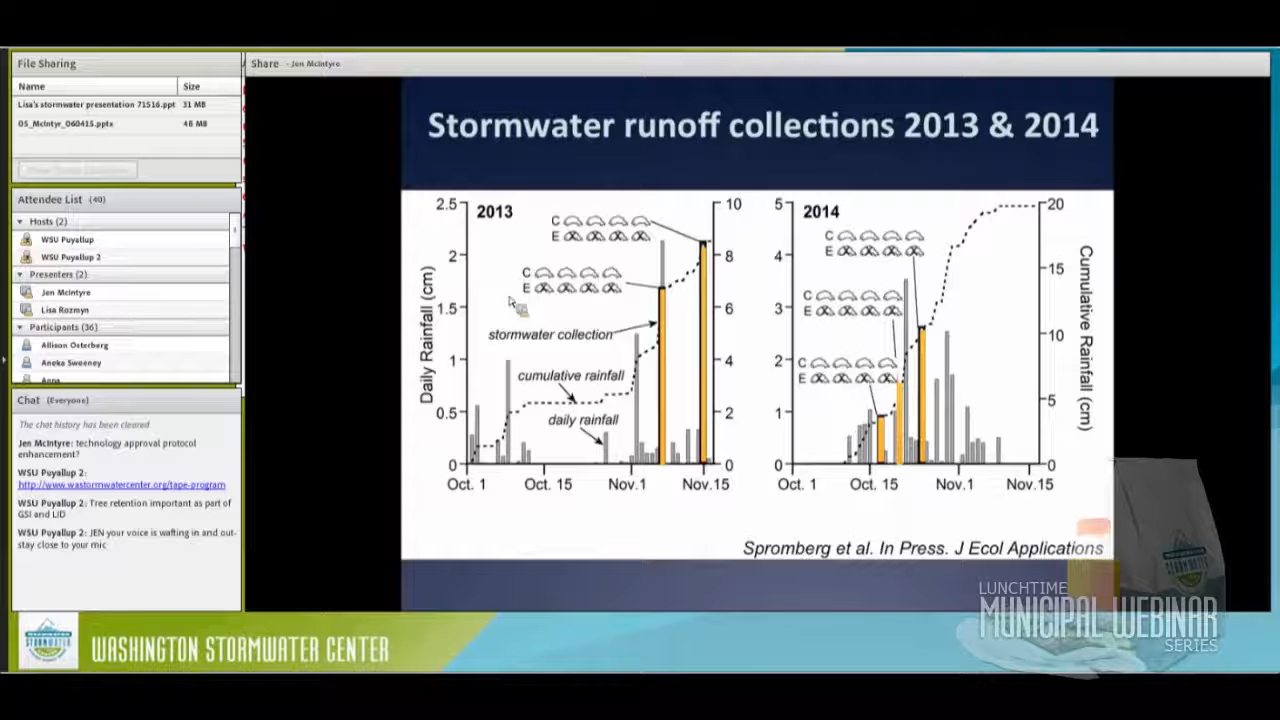 File Sharing
Name Size
Lisa's stormwater presentation 71516.ppt 31 MB
05_McIntyr_060415.pptx 48 MB
Attendee List (40)
Hosts (2)
WSU Puyallup
WSU Puyallup 2
Presenters (2)
Jen McIntyre
Lisa Rozmyn
Participants (36)
Allison Osterberg
Aneka Sweeney
Anna
Chat (Everyone)
The chat history has been cleared
Jen McIntyre: technology approval protocol
enhancement?
WSU Puyallup 2:
http://www.wastormwatercenter.org/tape-program
WSU Puyallup 2: Tree retention important as part of
GSI and LID
WSU Puyallup 2: JEN your voice is wafting in and out-
stay close to your mic
Share - Jen McIntyre
Stormwater runoff collections 2013 & 2014
Daily Rainfall (cm)
2.5
2
1.5
1
0.5
0
2013
C
E
C
E
stormwater collection
cumulative rainfall
daily rainfall
10
8
6
4
2
0
Oct. 1 Oct. 15 Nov.1 Nov.15
5
4
3
2
1
0
2014
C
E
C
E
C
E
20
15
10
5
0
Cumulative Rainfall (cm)
Oct. 1 Oct. 15 Nov.1 Nov.15
Spromberg et al. In Press. J Ecol Applications
WASHINGTON STORMWATER CENTER
LUNCHTIME
MUNICIPAL WEBINAR
SERIES